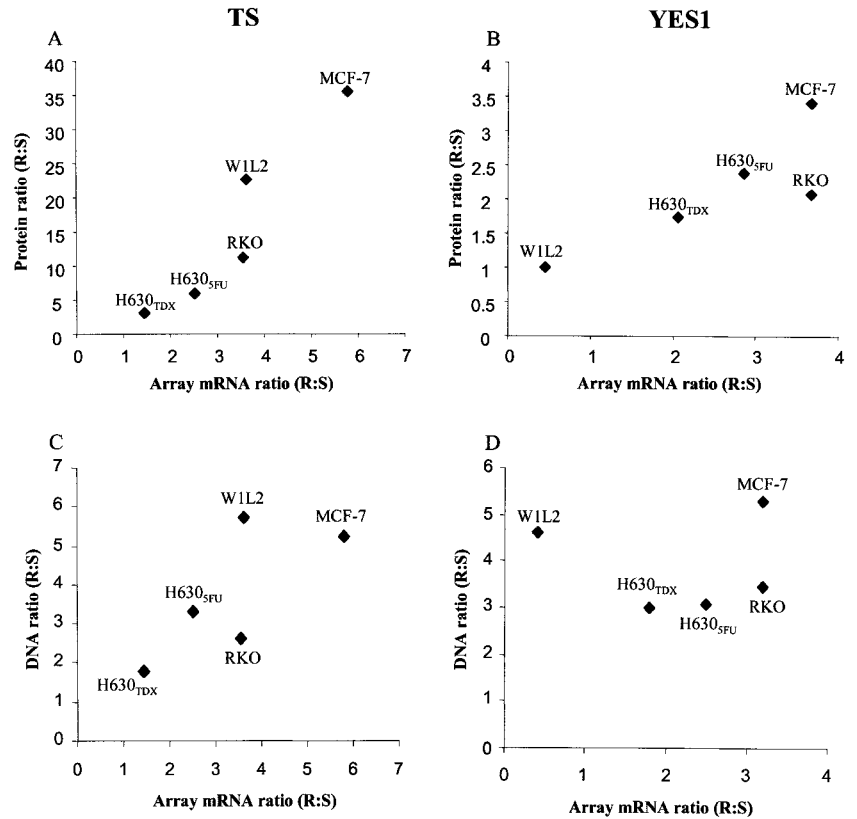 TS
YES1
A
40
35
30
25
20
15
10
5
0
Protein ratio (R:S)
MCF-7
W1L2
RKO
H6305FU
H630TDX
0 1 2 3 4 5 6 7
Array mRNA ratio (R:S)
B
4
3.5
3
2.5
2
1.5
1
0.5
0
Protein ratio (R:S)
MCF-7
H6305FU
RKO
H630TDX
W1L2
0 1 2 3 4
Array mRNA ratio (R:S)
C
7
6
5
4
3
2
1
0
DNA ratio (R:S)
W1L2
MCF-7
H6305FU
RKO
H630TDX
0 1 2 3 4 5 6 7
Array mRNA ratio (R:S)
D
6
5
4
3
2
1
0
DNA ratio (R:S)
MCF-7
W1L2
H630TDX
RKO
H6305FU
0 1 2 3 4
Array mRNA ratio (R:S)